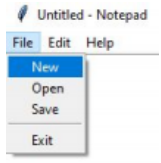 Untitled - Notepad
File Edit Help
New
Open
Save
Exit